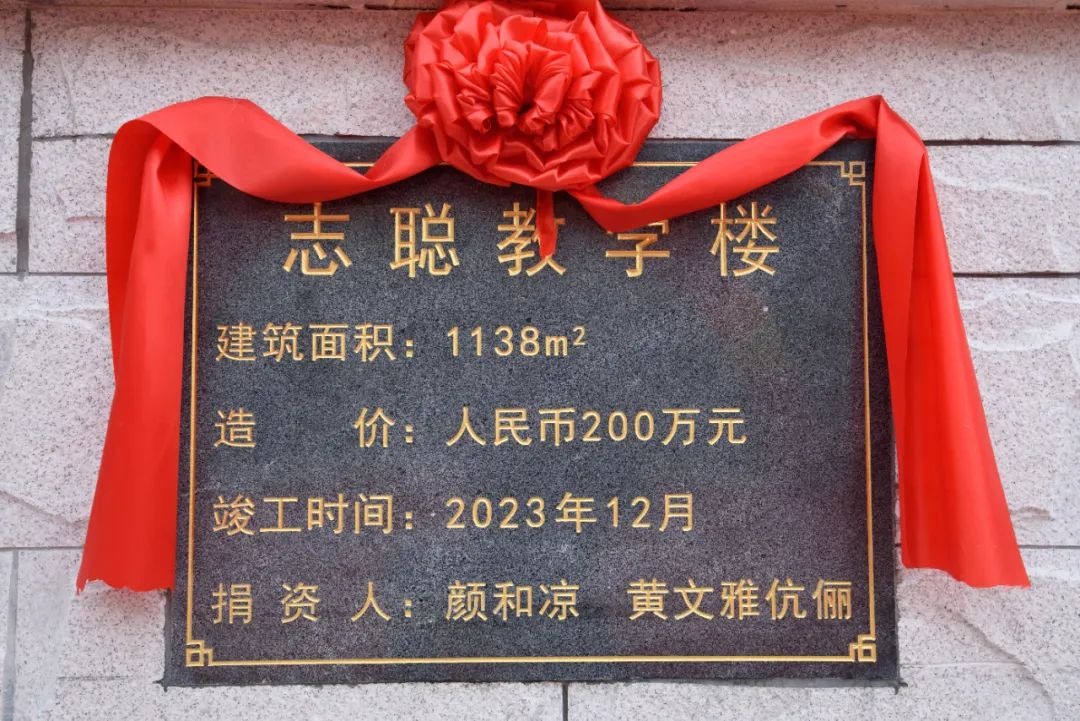 志聪教学楼
建筑面积：1138m²
造　　价：人民币200万元
竣工时间：2023年12月
捐 资 人：颜和凉　黄文雅伉俪